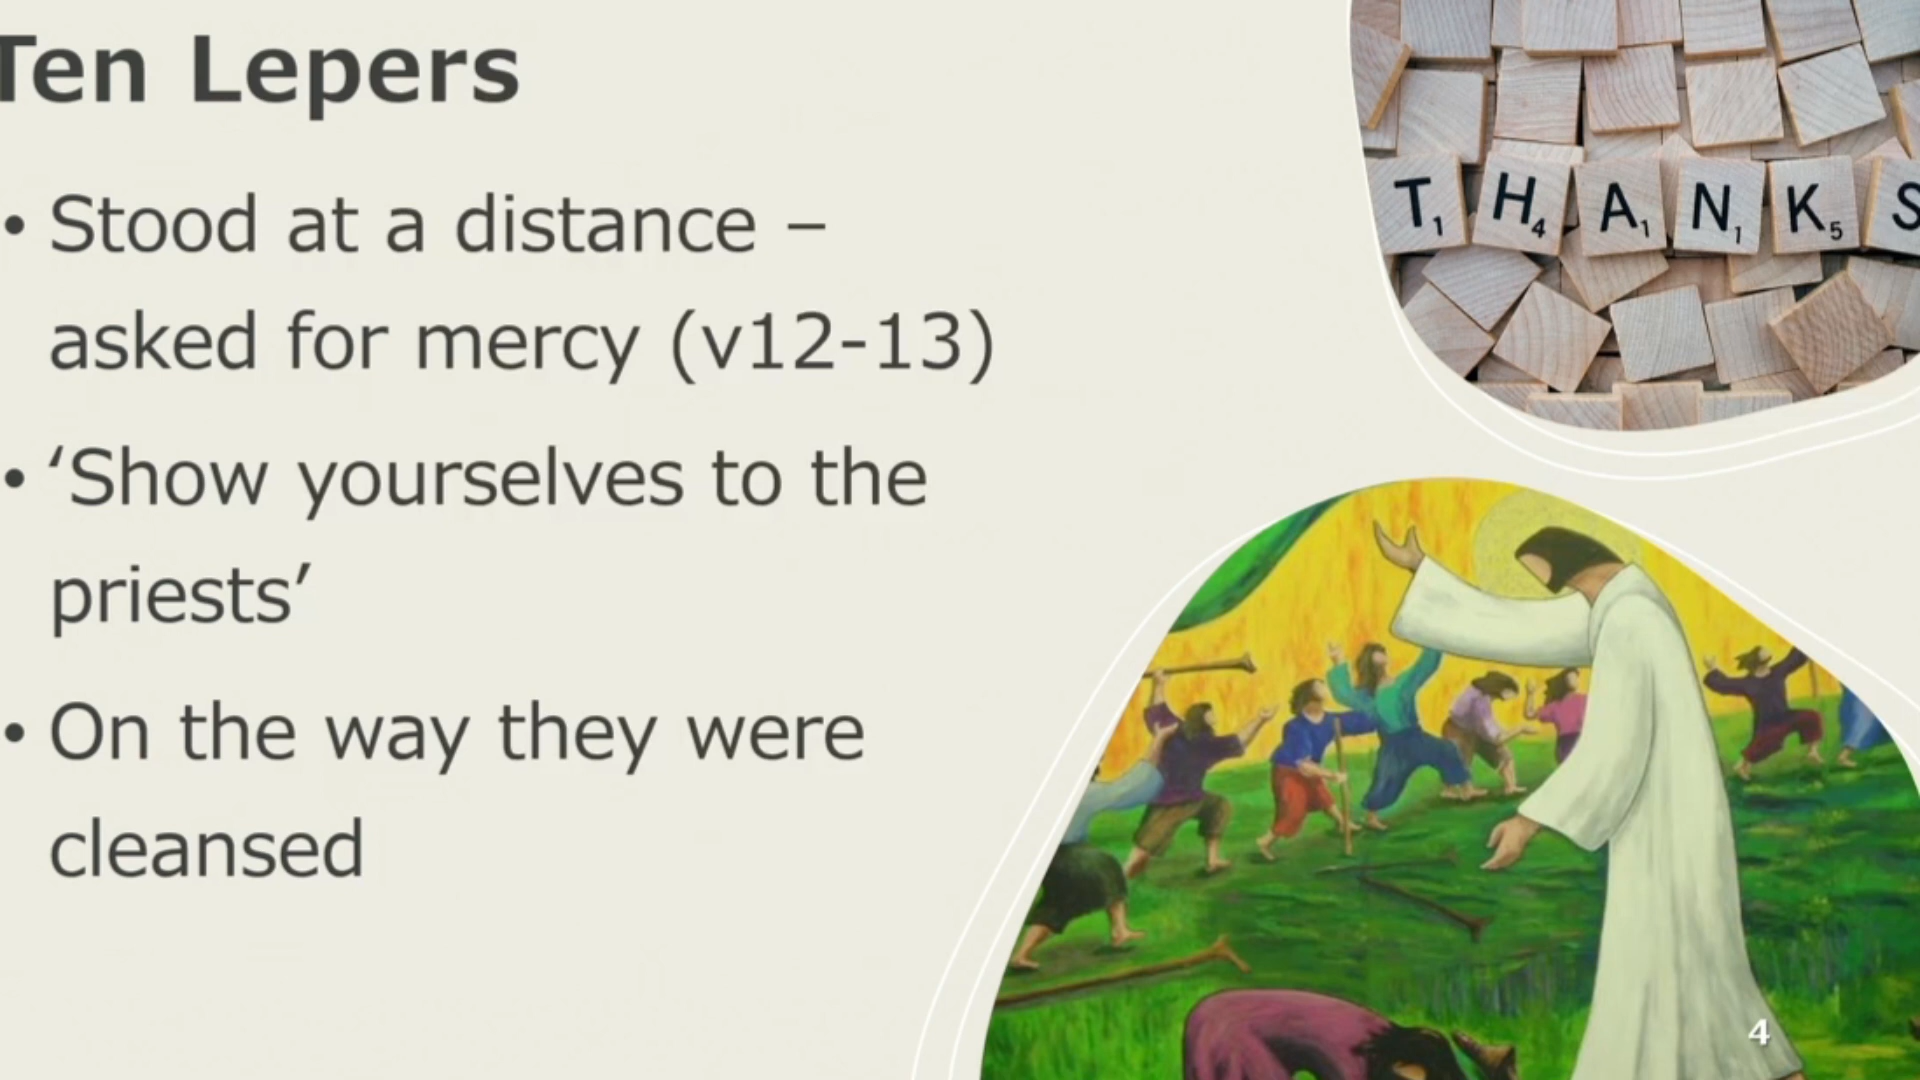 Ten Lepers
• Stood at a distance –
asked for mercy (v12-13)
• ‘Show yourselves to the
priests’
• On the way they were
cleansed
T1 H4 A1 N1 K5 S
4